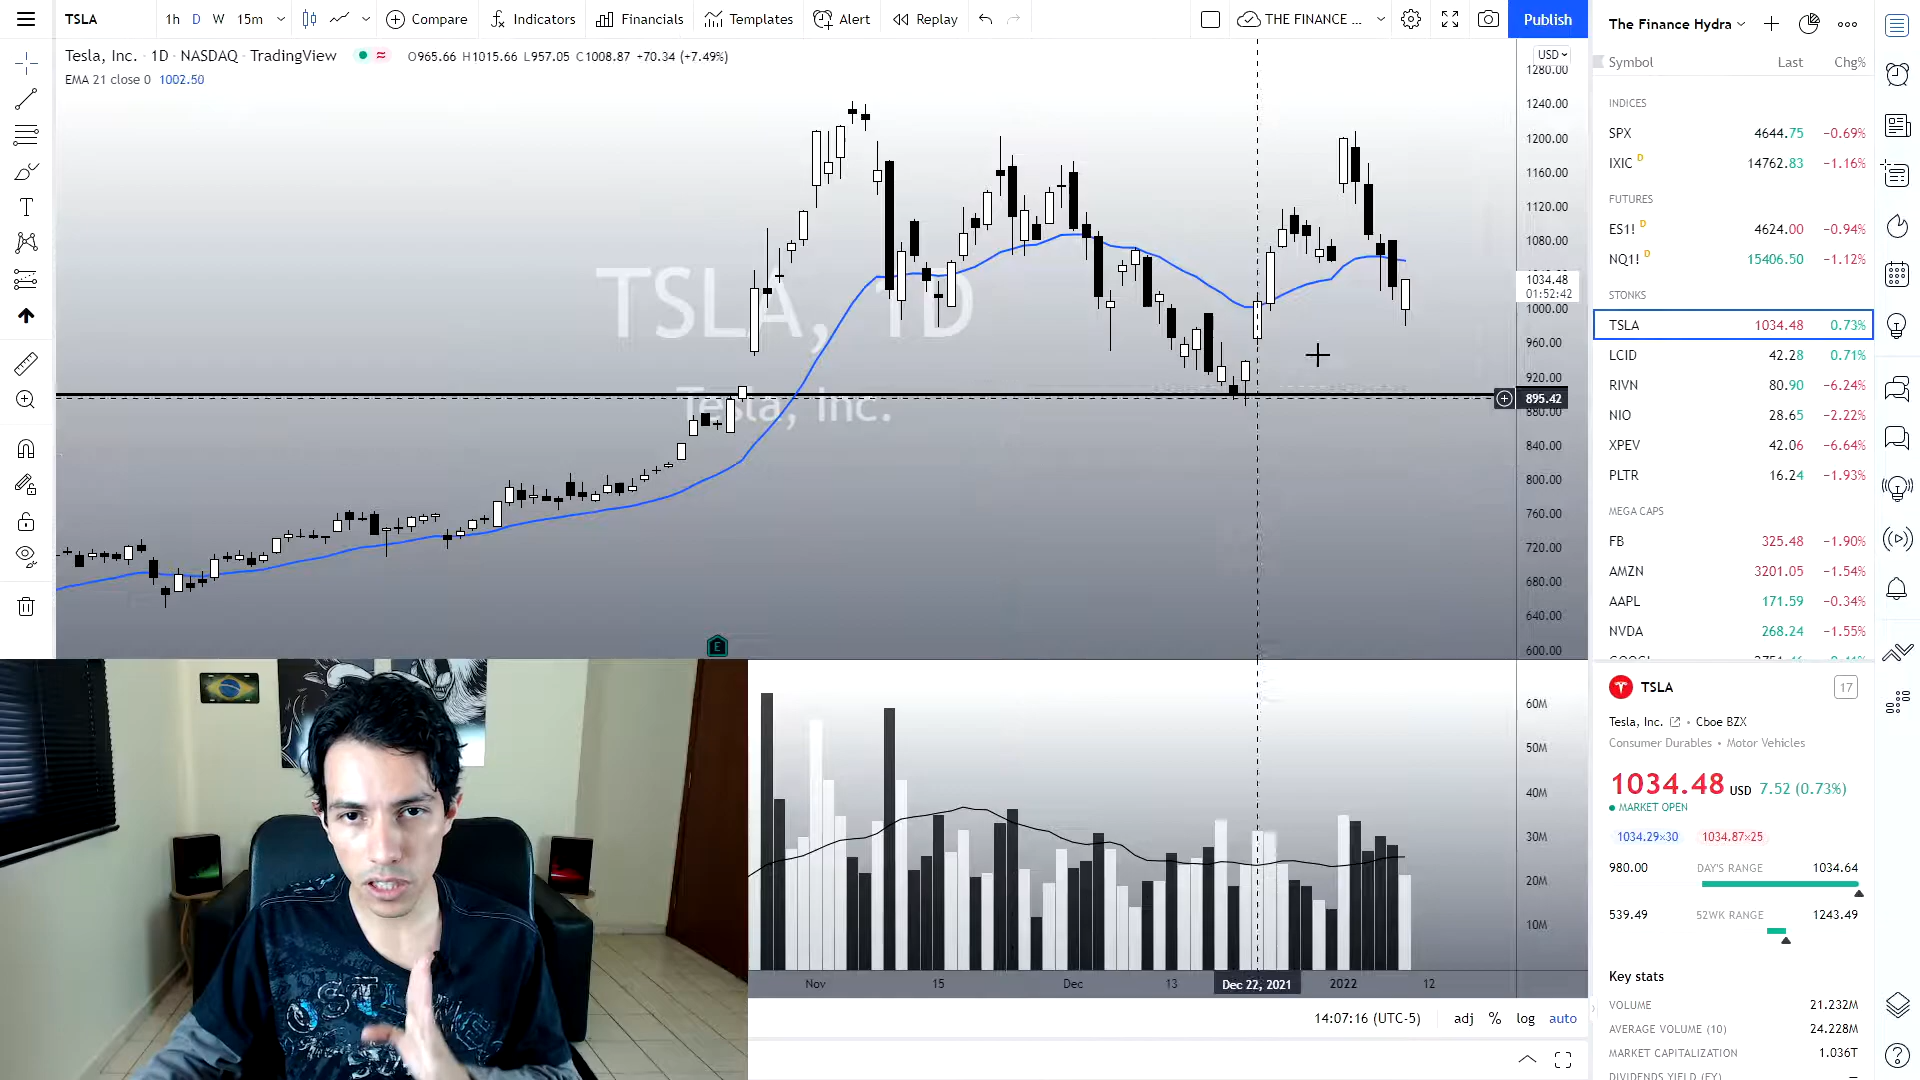 TSLA 1h D W 15m Compare Indicators Financials Templates Alert Replay THE FINANCE ... Publish
Tesla, Inc. · 1D · NASDAQ · TradingView O965.66 H1015.66 L957.05 C1008.87 +70.34 (+7.49%)
EMA 21 close 0 1002.50
TSLA, 1D
Tesla, Inc.
E
USD
1280.00
1240.00
1200.00
1160.00
1120.00
1080.00
1034.48
01:52:42
1000.00
960.00
920.00
895.42
880.00
840.00
800.00
760.00
720.00
680.00
640.00
600.00
60M
50M
40M
30M
20M
10M
Nov 15 Dec 13 Dec 22, 2021 2022 12
14:07:16 (UTC-5) adj % log auto
The Finance Hydra
Symbol Last Chg%
INDICES
SPX 4644.75 −0.69%
IXIC D 14762.83 −1.16%
FUTURES
ES1! D 4624.00 −0.94%
NQ1! D 15406.50 −1.12%
STONKS
TSLA 1034.48 0.73%
LCID 42.28 0.71%
RIVN 80.90 −6.24%
NIO 28.65 −2.22%
XPEV 42.06 −6.64%
PLTR 16.24 −1.93%
MEGA CAPS
FB 325.48 −1.90%
AMZN 3201.05 −1.54%
AAPL 171.59 −0.34%
NVDA 268.24 −1.55%
TSLA 17
Tesla, Inc. • Cboe BZX
Consumer Durables • Motor Vehicles
1034.48 USD 7.52 (0.73%)
MARKET OPEN
1034.29×30 1034.87×25
980.00 DAY'S RANGE 1034.64
539.49 52WK RANGE 1243.49
Key stats
VOLUME 21.232M
AVERAGE VOLUME (10) 24.228M
MARKET CAPITALIZATION 1.036T
DIVIDENDS YIELD (FY) —